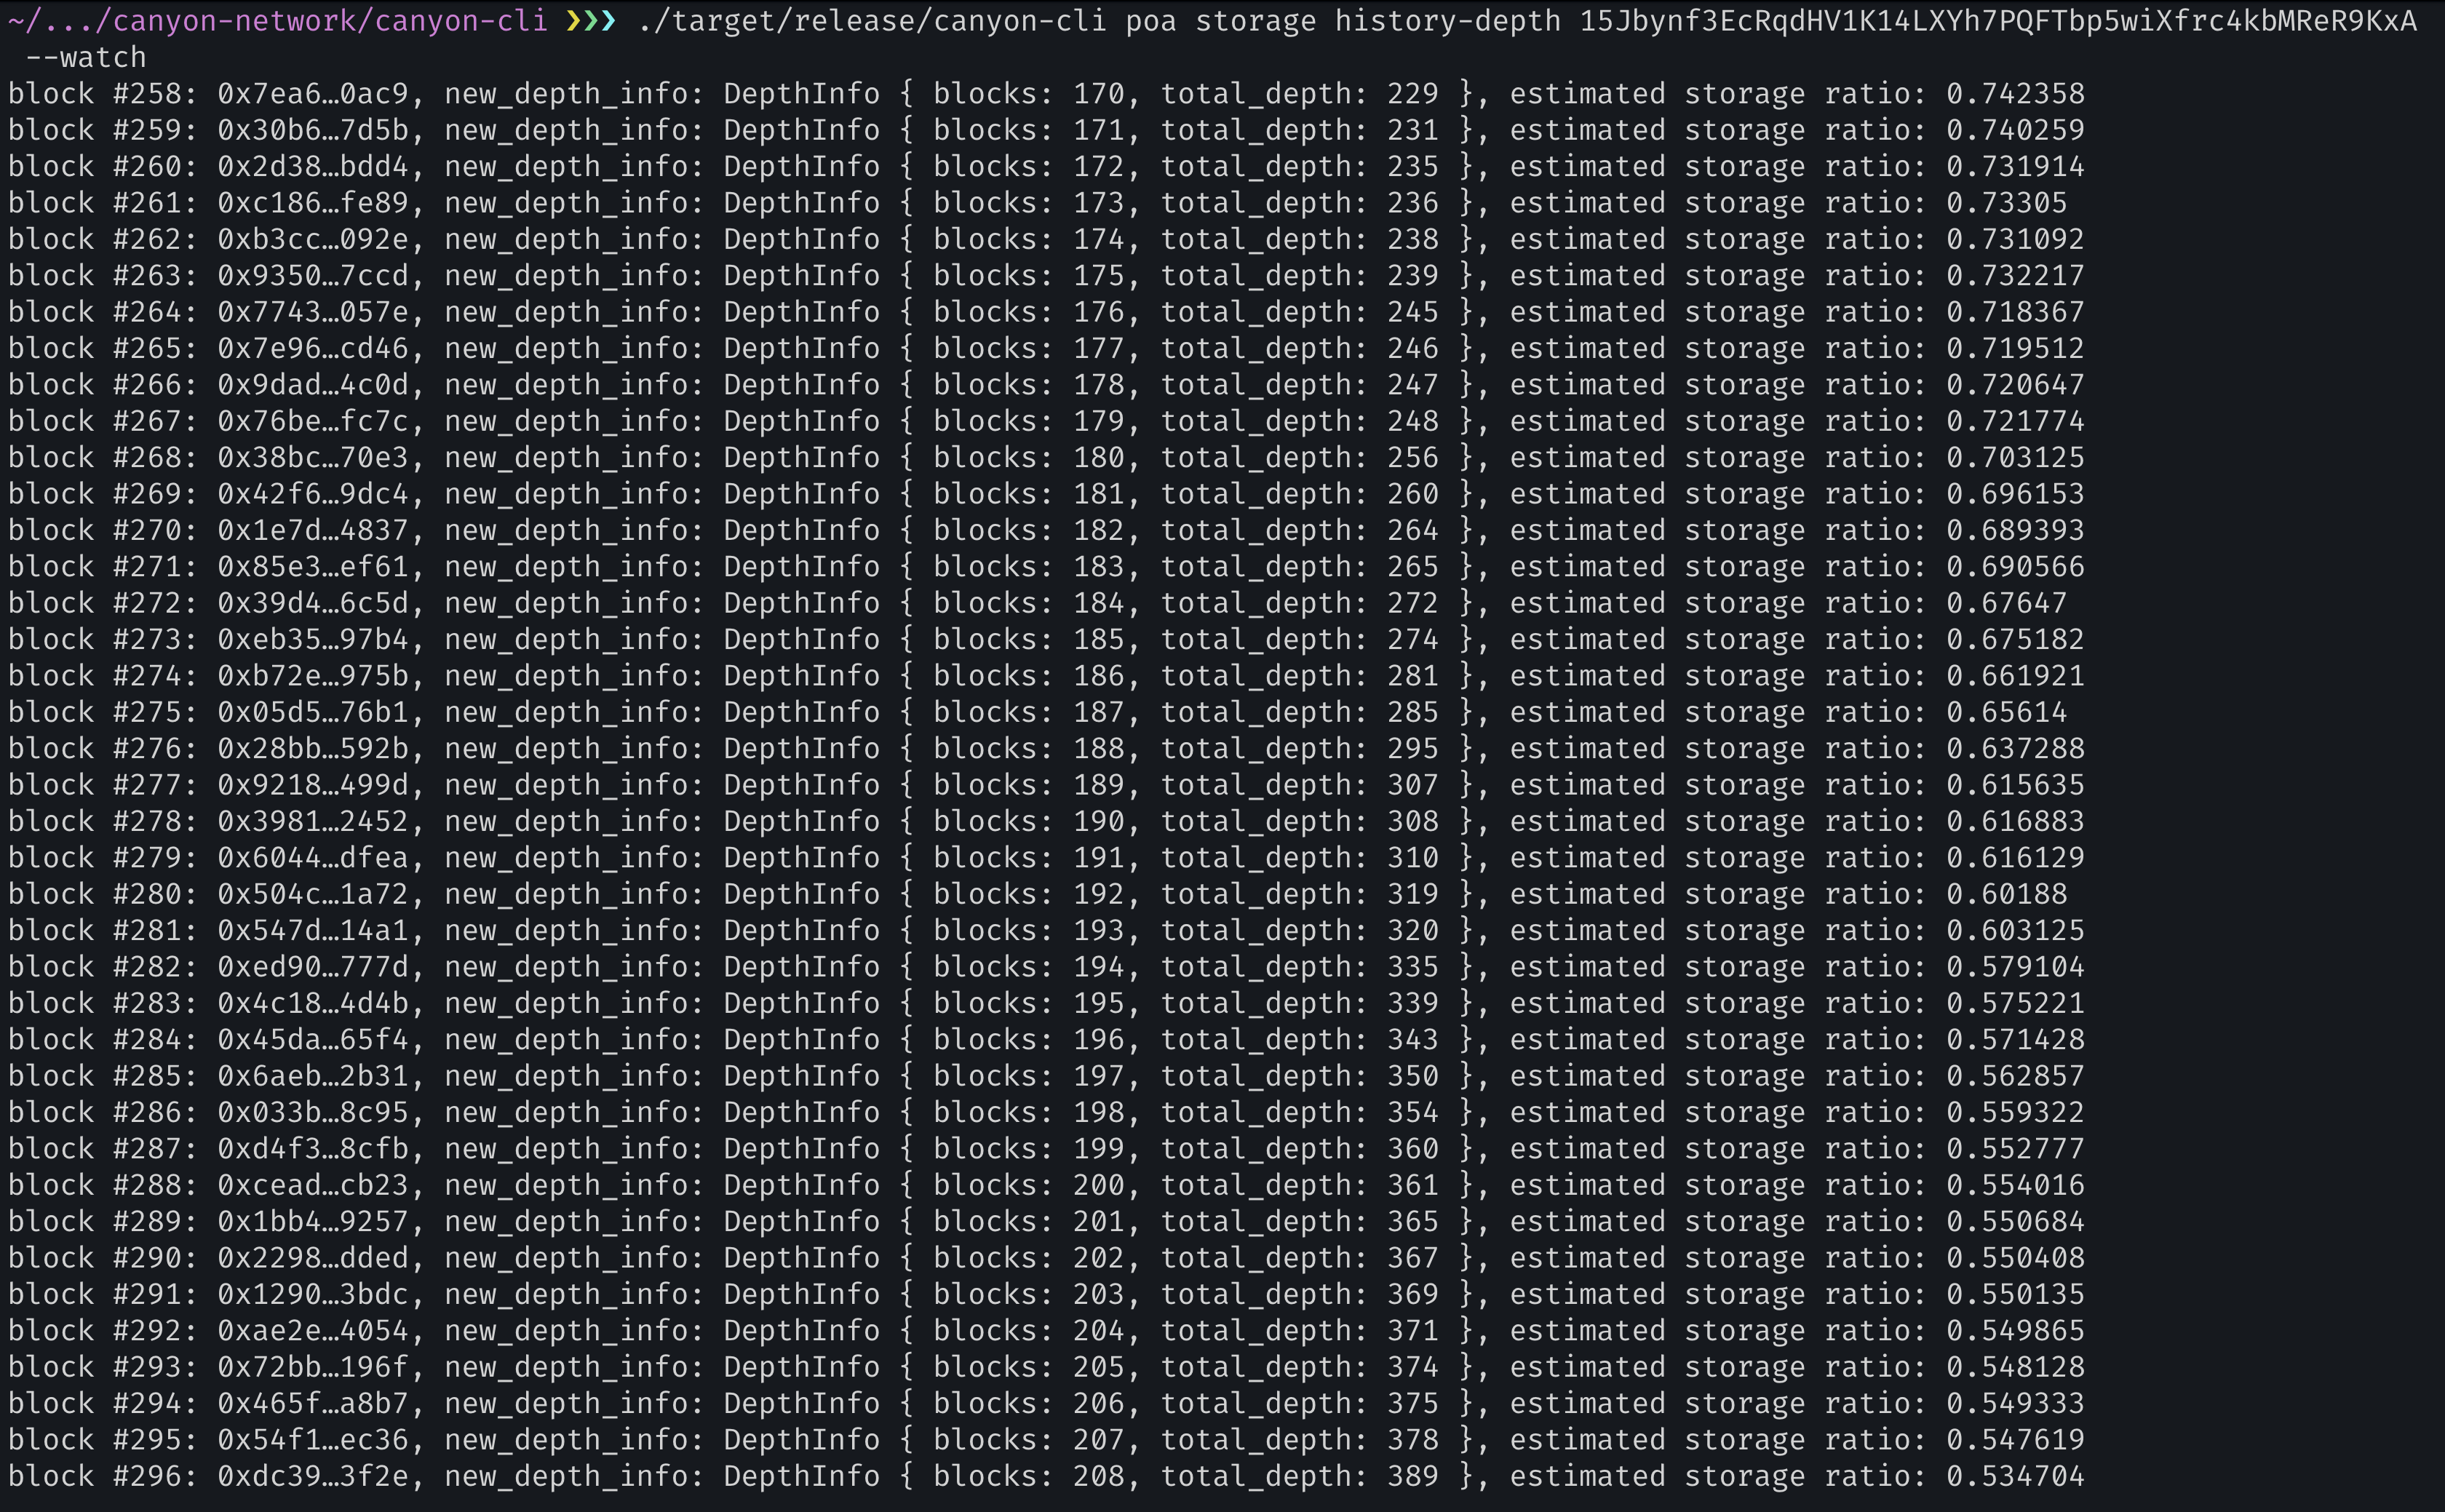 ~/.../canyon-network/canyon-cli ❯❯❯ ./target/release/canyon-cli poa storage history-depth 15Jbynf3EcRqdHV1K14LXYh7PQFTbp5wiXfrc4kbMReR9KxA
--watch
block #258: 0x7ea6…0ac9, new_depth_info: DepthInfo { blocks: 170, total_depth: 229 }, estimated storage ratio: 0.742358
block #259: 0x30b6…7d5b, new_depth_info: DepthInfo { blocks: 171, total_depth: 231 }, estimated storage ratio: 0.740259
block #260: 0x2d38…bdd4, new_depth_info: DepthInfo { blocks: 172, total_depth: 235 }, estimated storage ratio: 0.731914
block #261: 0xc186…fe89, new_depth_info: DepthInfo { blocks: 173, total_depth: 236 }, estimated storage ratio: 0.73305
block #262: 0xb3cc…092e, new_depth_info: DepthInfo { blocks: 174, total_depth: 238 }, estimated storage ratio: 0.731092
block #263: 0x9350…7ccd, new_depth_info: DepthInfo { blocks: 175, total_depth: 239 }, estimated storage ratio: 0.732217
block #264: 0x7743…057e, new_depth_info: DepthInfo { blocks: 176, total_depth: 245 }, estimated storage ratio: 0.718367
block #265: 0x7e96…cd46, new_depth_info: DepthInfo { blocks: 177, total_depth: 246 }, estimated storage ratio: 0.719512
block #266: 0x9dad…4c0d, new_depth_info: DepthInfo { blocks: 178, total_depth: 247 }, estimated storage ratio: 0.720647
block #267: 0x76be…fc7c, new_depth_info: DepthInfo { blocks: 179, total_depth: 248 }, estimated storage ratio: 0.721774
block #268: 0x38bc…70e3, new_depth_info: DepthInfo { blocks: 180, total_depth: 256 }, estimated storage ratio: 0.703125
block #269: 0x42f6…9dc4, new_depth_info: DepthInfo { blocks: 181, total_depth: 260 }, estimated storage ratio: 0.696153
block #270: 0x1e7d…4837, new_depth_info: DepthInfo { blocks: 182, total_depth: 264 }, estimated storage ratio: 0.689393
block #271: 0x85e3…ef61, new_depth_info: DepthInfo { blocks: 183, total_depth: 265 }, estimated storage ratio: 0.690566
block #272: 0x39d4…6c5d, new_depth_info: DepthInfo { blocks: 184, total_depth: 272 }, estimated storage ratio: 0.67647
block #273: 0xeb35…97b4, new_depth_info: DepthInfo { blocks: 185, total_depth: 274 }, estimated storage ratio: 0.675182
block #274: 0xb72e…975b, new_depth_info: DepthInfo { blocks: 186, total_depth: 281 }, estimated storage ratio: 0.661921
block #275: 0x05d5…76b1, new_depth_info: DepthInfo { blocks: 187, total_depth: 285 }, estimated storage ratio: 0.65614
block #276: 0x28bb…592b, new_depth_info: DepthInfo { blocks: 188, total_depth: 295 }, estimated storage ratio: 0.637288
block #277: 0x9218…499d, new_depth_info: DepthInfo { blocks: 189, total_depth: 307 }, estimated storage ratio: 0.615635
block #278: 0x3981…2452, new_depth_info: DepthInfo { blocks: 190, total_depth: 308 }, estimated storage ratio: 0.616883
block #279: 0x6044…dfea, new_depth_info: DepthInfo { blocks: 191, total_depth: 310 }, estimated storage ratio: 0.616129
block #280: 0x504c…1a72, new_depth_info: DepthInfo { blocks: 192, total_depth: 319 }, estimated storage ratio: 0.60188
block #281: 0x547d…14a1, new_depth_info: DepthInfo { blocks: 193, total_depth: 320 }, estimated storage ratio: 0.603125
block #282: 0xed90…777d, new_depth_info: DepthInfo { blocks: 194, total_depth: 335 }, estimated storage ratio: 0.579104
block #283: 0x4c18…4d4b, new_depth_info: DepthInfo { blocks: 195, total_depth: 339 }, estimated storage ratio: 0.575221
block #284: 0x45da…65f4, new_depth_info: DepthInfo { blocks: 196, total_depth: 343 }, estimated storage ratio: 0.571428
block #285: 0x6aeb…2b31, new_depth_info: DepthInfo { blocks: 197, total_depth: 350 }, estimated storage ratio: 0.562857
block #286: 0x033b…8c95, new_depth_info: DepthInfo { blocks: 198, total_depth: 354 }, estimated storage ratio: 0.559322
block #287: 0xd4f3…8cfb, new_depth_info: DepthInfo { blocks: 199, total_depth: 360 }, estimated storage ratio: 0.552777
block #288: 0xcead…cb23, new_depth_info: DepthInfo { blocks: 200, total_depth: 361 }, estimated storage ratio: 0.554016
block #289: 0x1bb4…9257, new_depth_info: DepthInfo { blocks: 201, total_depth: 365 }, estimated storage ratio: 0.550684
block #290: 0x2298…dded, new_depth_info: DepthInfo { blocks: 202, total_depth: 367 }, estimated storage ratio: 0.550408
block #291: 0x1290…3bdc, new_depth_info: DepthInfo { blocks: 203, total_depth: 369 }, estimated storage ratio: 0.550135
block #292: 0xae2e…4054, new_depth_info: DepthInfo { blocks: 204, total_depth: 371 }, estimated storage ratio: 0.549865
block #293: 0x72bb…196f, new_depth_info: DepthInfo { blocks: 205, total_depth: 374 }, estimated storage ratio: 0.548128
block #294: 0x465f…a8b7, new_depth_info: DepthInfo { blocks: 206, total_depth: 375 }, estimated storage ratio: 0.549333
block #295: 0x54f1…ec36, new_depth_info: DepthInfo { blocks: 207, total_depth: 378 }, estimated storage ratio: 0.547619
block #296: 0xdc39…3f2e, new_depth_info: DepthInfo { blocks: 208, total_depth: 389 }, estimated storage ratio: 0.534704